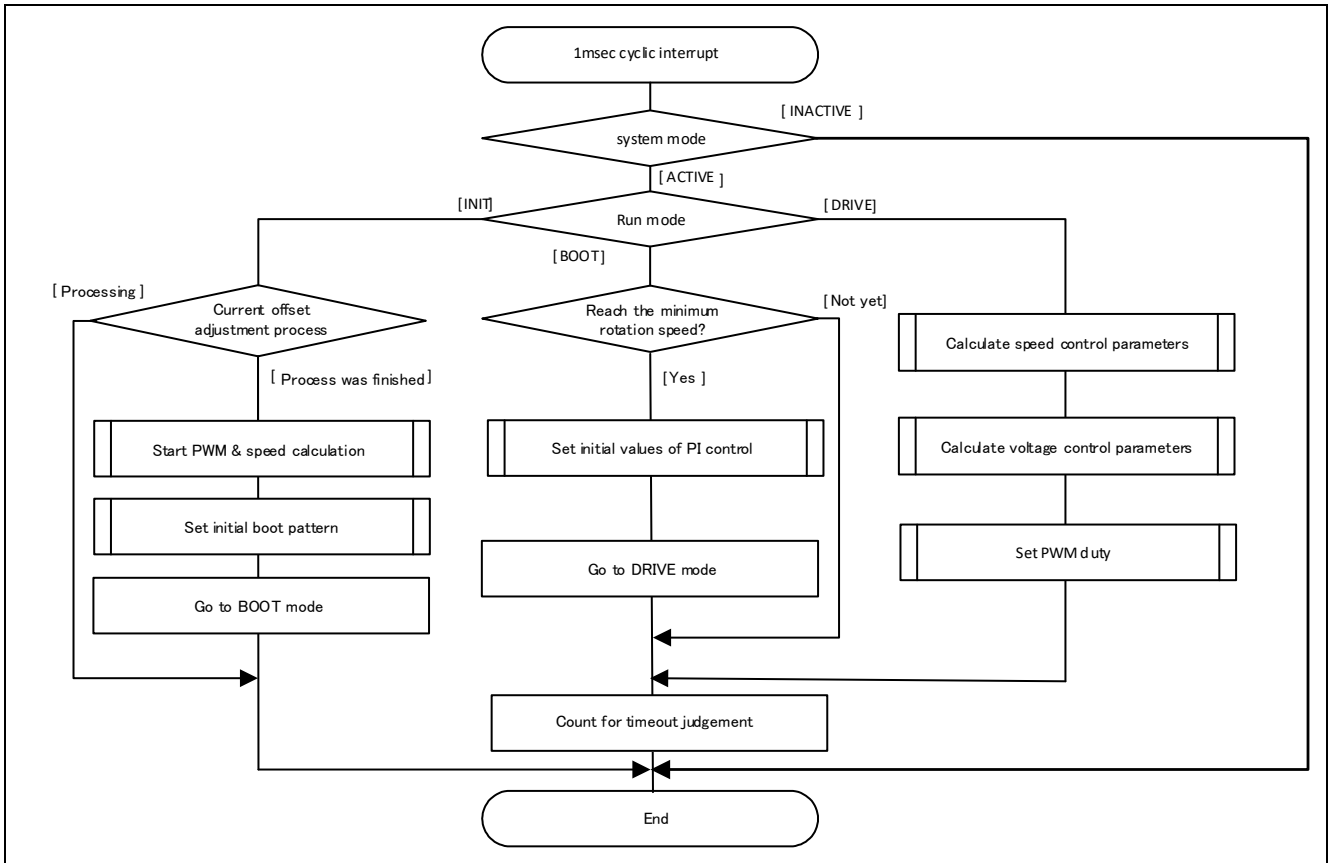 1msec cyclic interrupt
[ INACTIVE ]
system mode
[ ACTIVE ]
[INIT]
Run mode
[ DRIVE]
[BOOT]
[ Processing ]
Current offset
adjustment process
Reach the minimum
rotation speed?
[Not yet]
Calculate speed control parameters
[ Process was finished ]
[Yes ]
Start PWM & speed calculation
Set initial values of PI control
Calculate voltage control parameters
Set initial boot pattern
Set PWM duty
Go to DRIVE mode
Go to BOOT mode
Count for timeout judgement
End